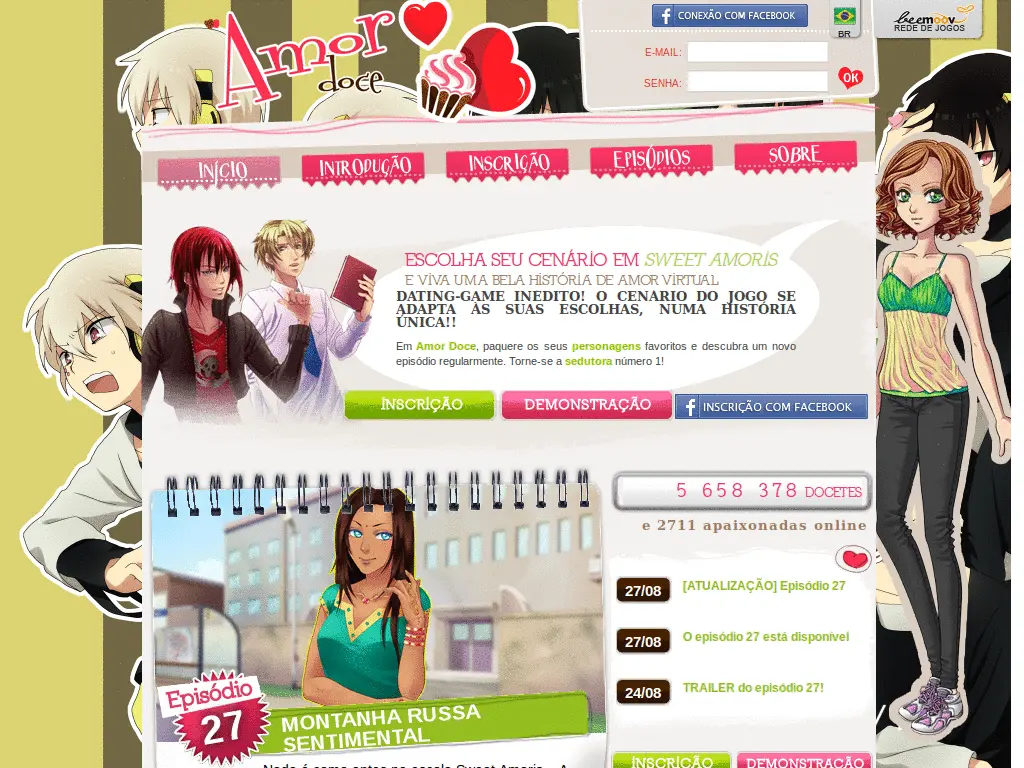 Amor
doce
CONEXÃO COM FACEBOOK
BR
beemoov
REDE DE JOGOS
E-MAIL:
SENHA:
OK
INÍCIO
INTRODUÇÃO
INSCRIÇÃO
EPISÓDIOS
SOBRE
ESCOLHA SEU CENÁRIO EM SWEET AMORIS
E VIVA UMA BELA HISTÓRIA DE AMOR VIRTUAL
DATING-GAME INEDITO! O CENARIO DO JOGO SE
ADAPTA ÀS SUAS ESCOLHAS, NUMA HISTÓRIA
ÚNICA!!
Em Amor Doce, paquere os seus personagens favoritos e descubra um novo
episódio regularmente. Torne-se a sedutora número 1!
INSCRIÇÃO
DEMONSTRAÇÃO
INSCRIÇÃO COM FACEBOOK
5 658 378 DOCETES
e 2711 apaixonadas online
27/08 [ATUALIZAÇÃO] Episódio 27
27/08 O episódio 27 está disponível
24/08 TRAILER do episódio 27!
Episódio
27
MONTANHA RUSSA
SENTIMENTAL
Nada é como antes na escola Sweet Amoris... A
INSCRIÇÃO
DEMONSTRAÇÃO